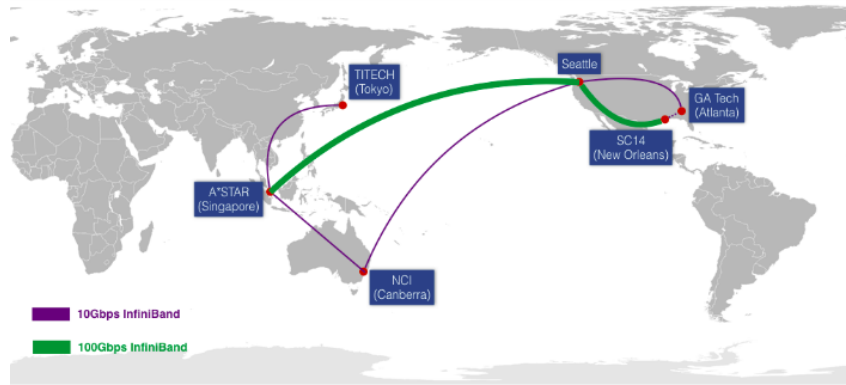 TITECH
(Tokyo)
Seattle
GA Tech
(Atlanta)
SC14
(New Orleans)
A*STAR
(Singapore)
NCI
(Canberra)
10Gbps InfiniBand
100Gbps InfiniBand